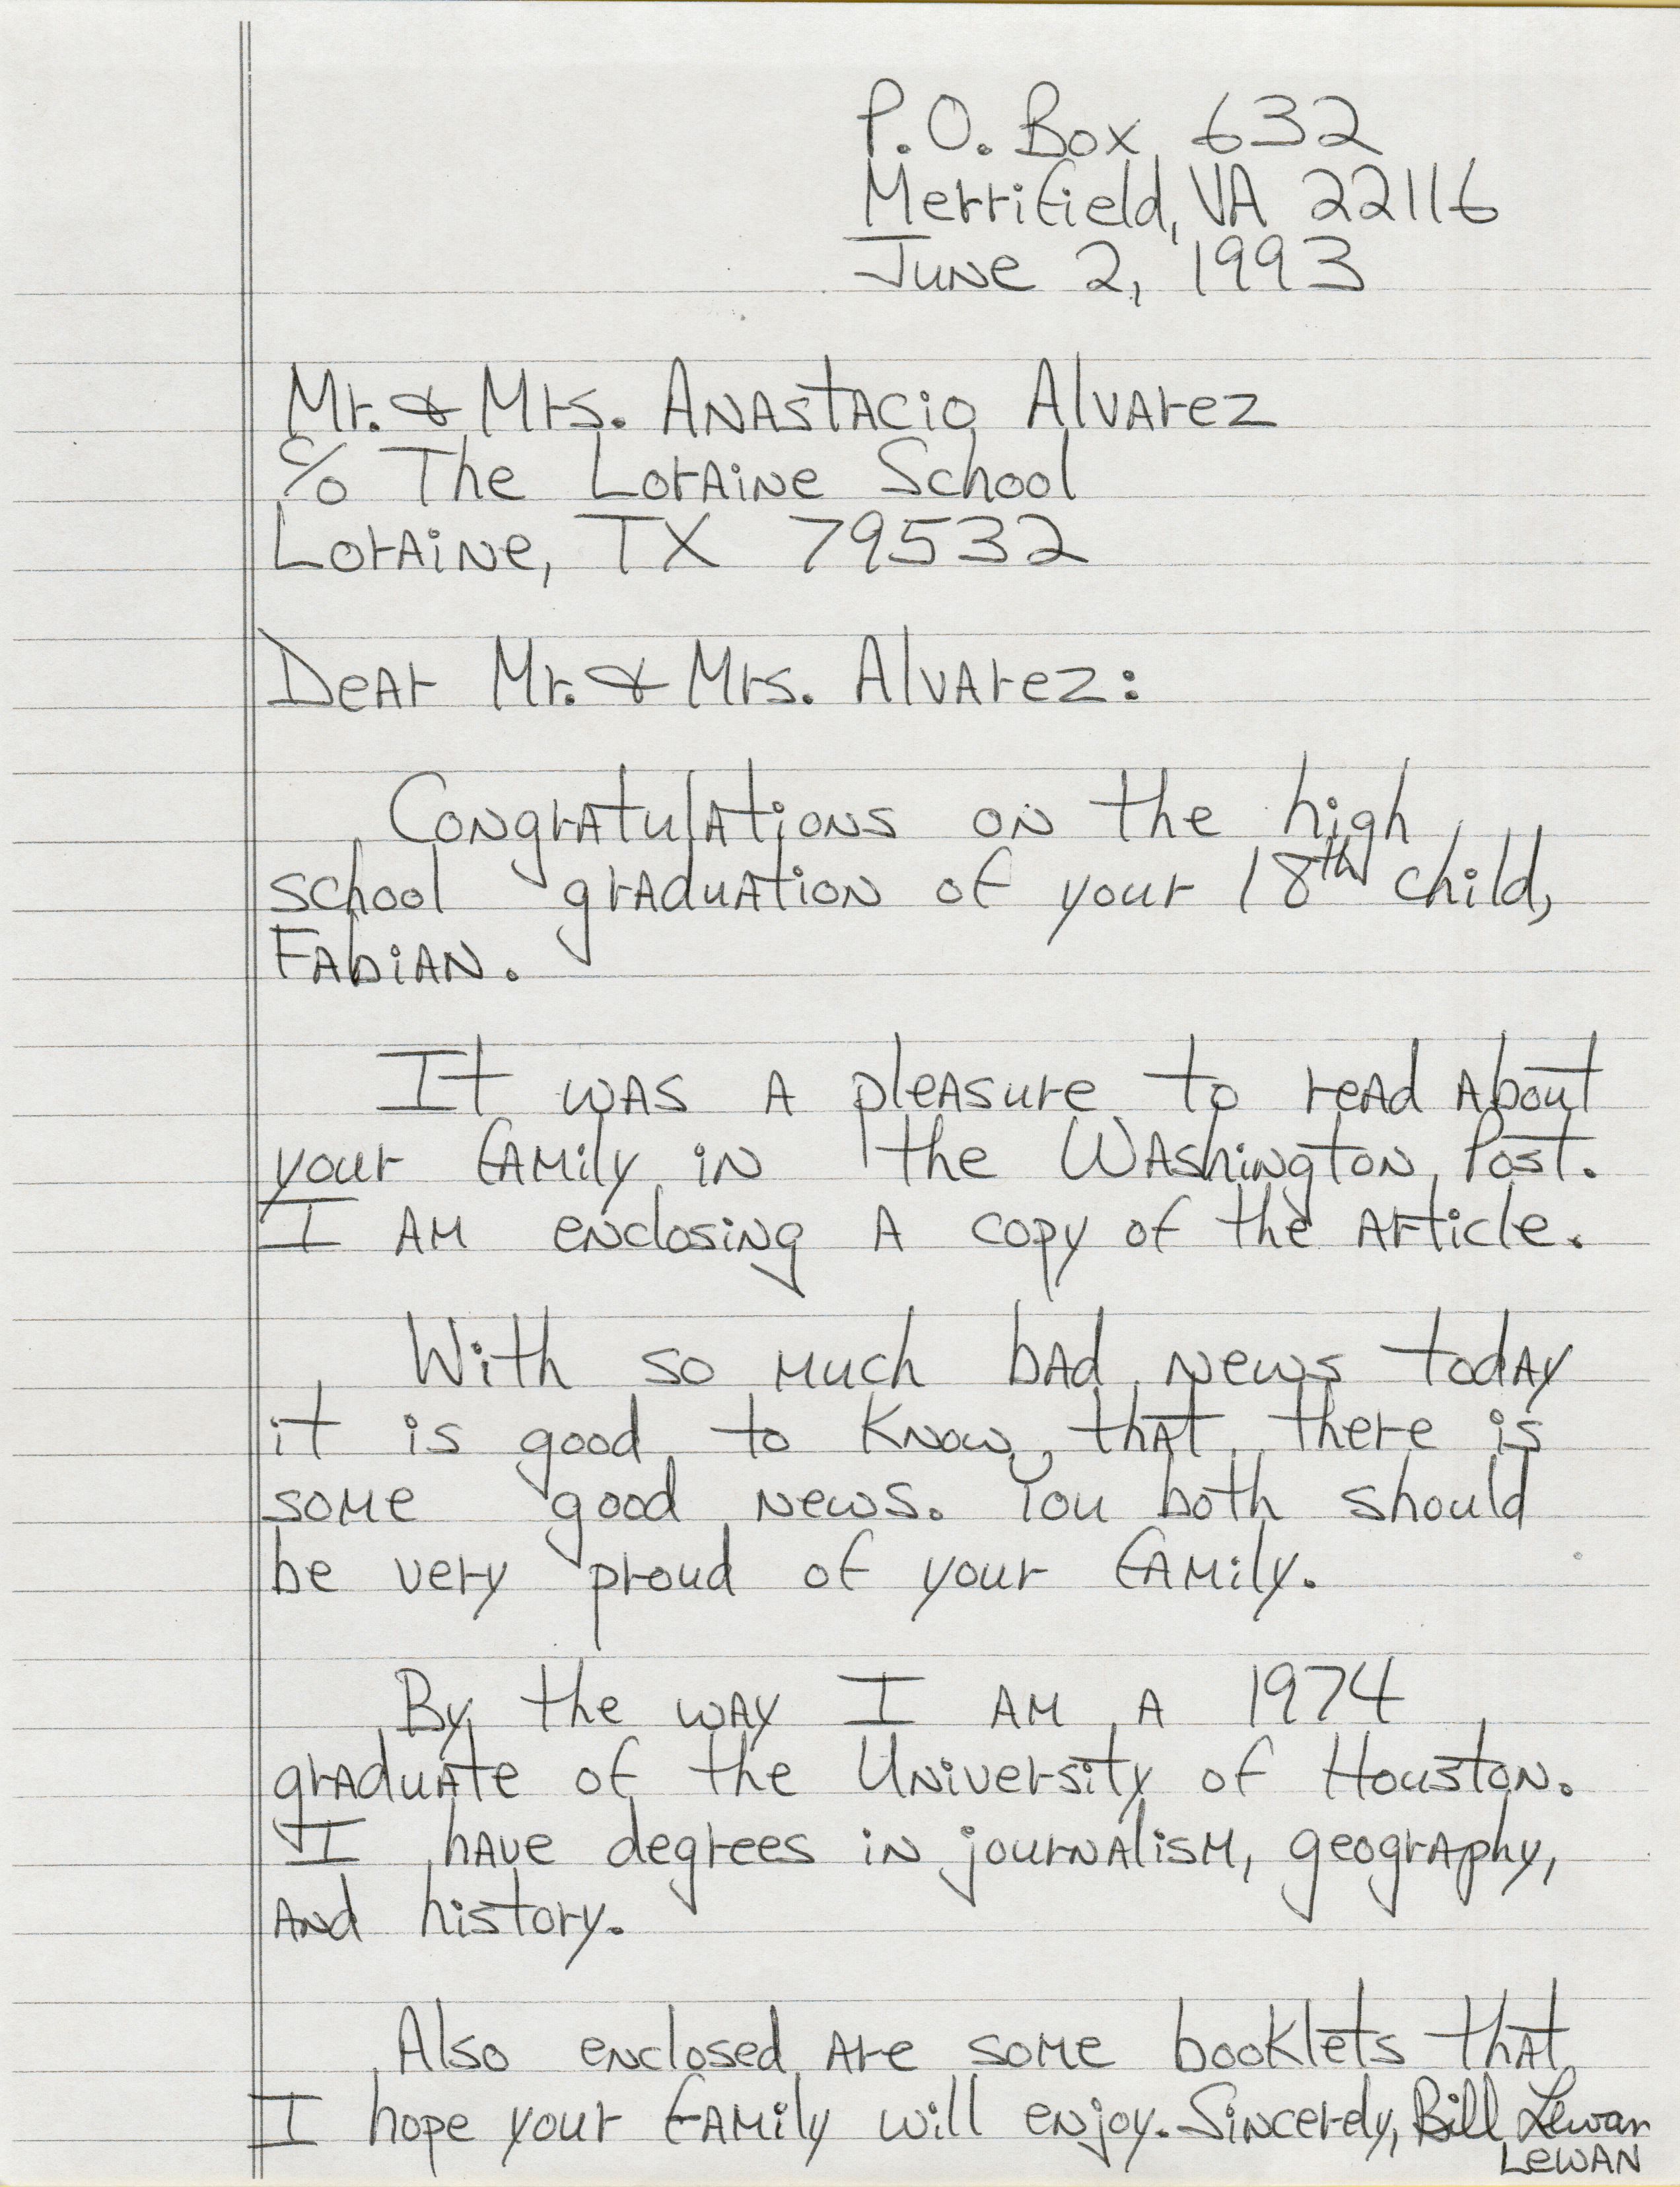 P.O. Box 632
Merrifield, VA 22116
June 2, 1993
Mr. & Mrs. Anastacio Alvarez
c/o The Loraine School
Loraine, TX 79532
Dear Mr. & Mrs. Alvarez:
Congratulations on the high
school graduation of your 18th child,
Fabian.
It was a pleasure to read about
your family in the Washington Post.
I am enclosing a copy of the article.
With so much bad news today
it is good to know that there is
some good news. You both should
be very proud of your family.
By the way I am a 1974
graduate of the University of Houston.
I have degrees in journalism, geography,
and history.
Also enclosed are some booklets that
I hope your family will enjoy. Sincerely, Bill Lewan
LEWAN